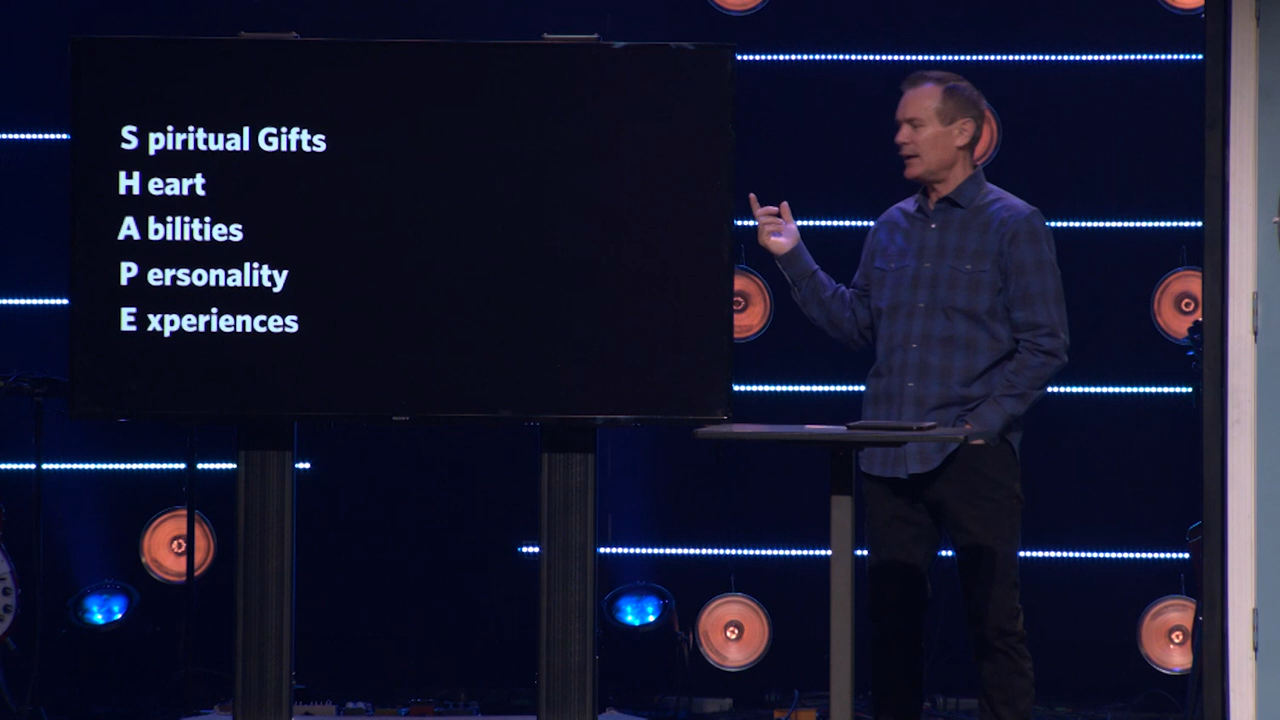 S piritual Gifts
H eart
A bilities
P ersonality
E xperiences